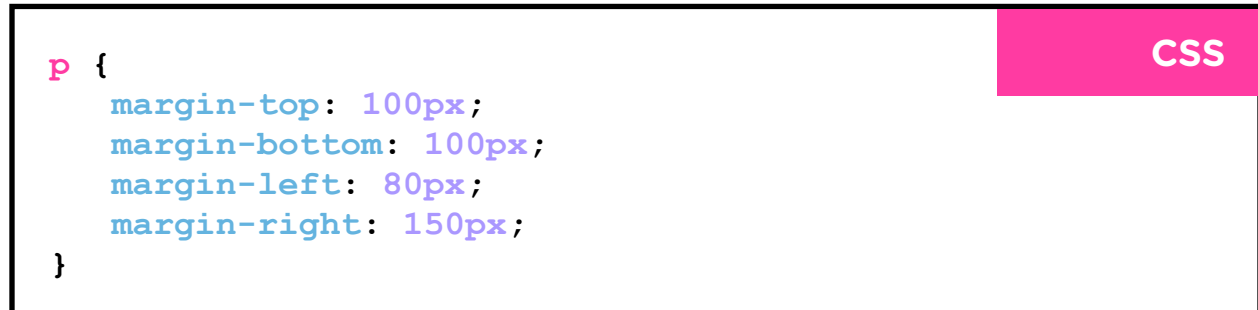 CSS
p {
margin-top: 100px;
margin-bottom: 100px;
margin-left: 80px;
margin-right: 150px;
}